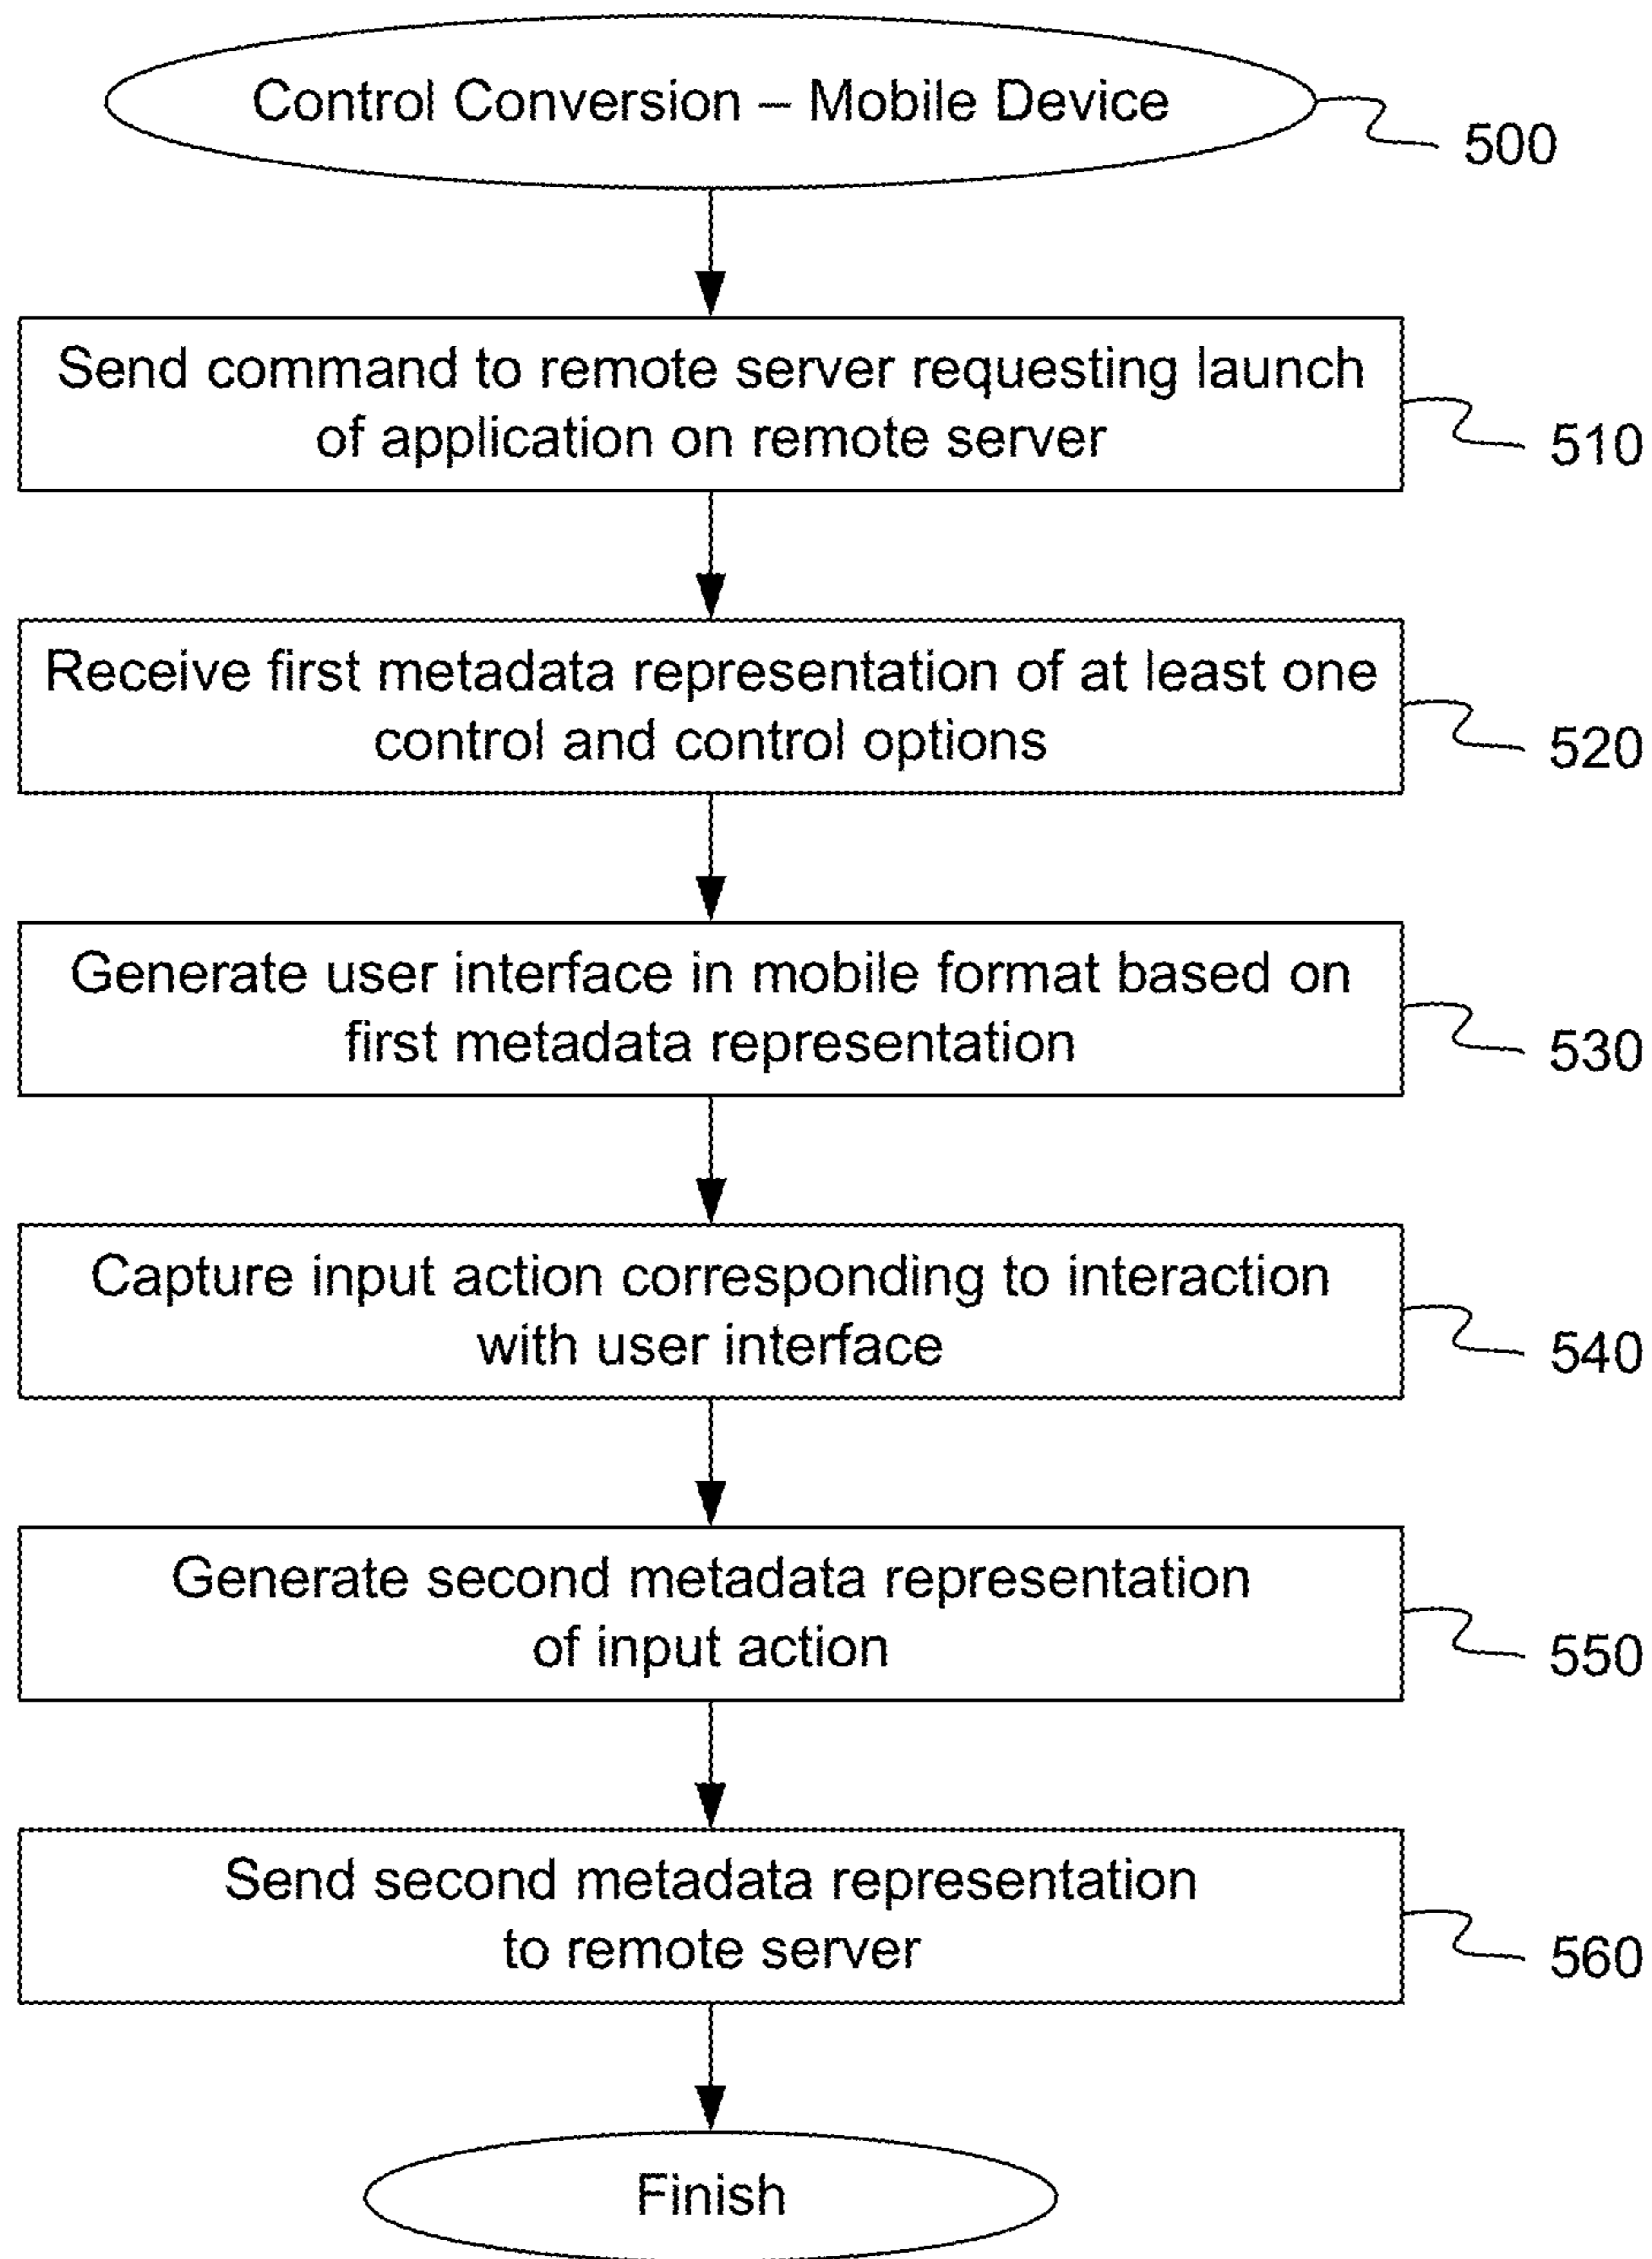 Control Conversion – Mobile Device
500
Send command to remote server requesting launch
of application on remote server
510
Receive first metadata representation of at least one
control and control options
520
Generate user interface in mobile format based on
first metadata representation
530
Capture input action corresponding to interaction
with user interface
540
Generate second metadata representation
of input action
550
Send second metadata representation
to remote server
560
Finish